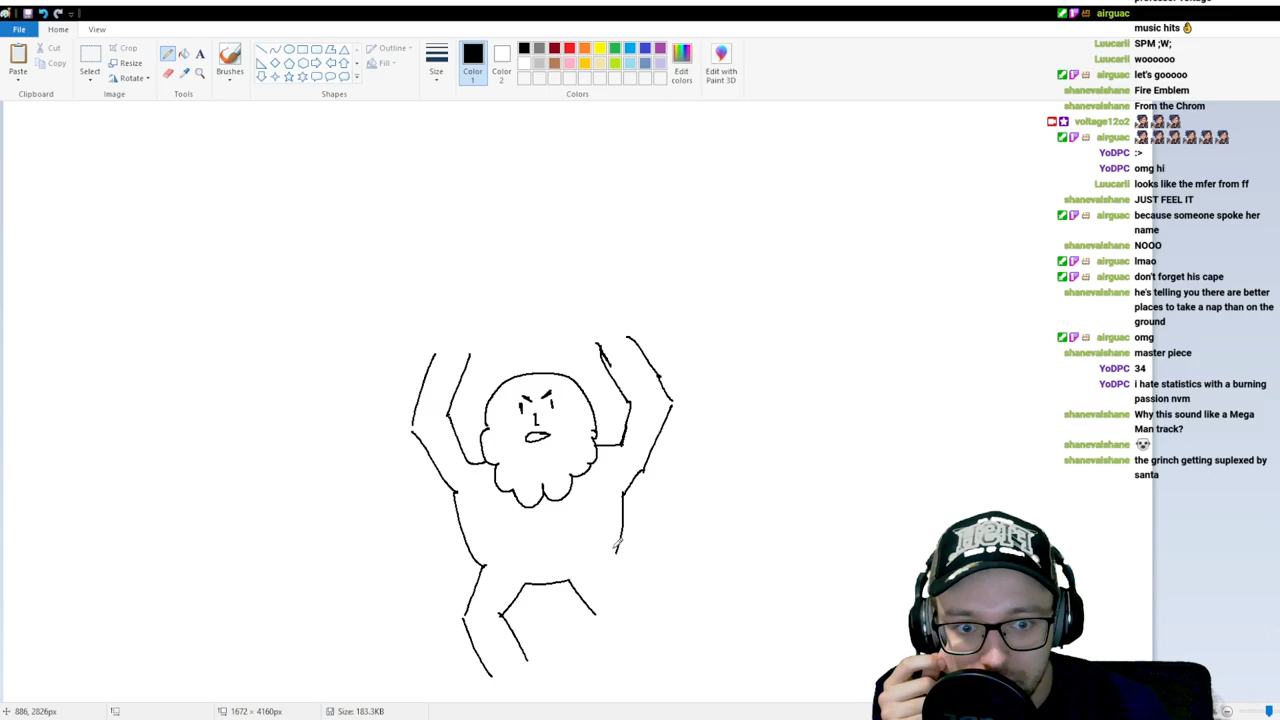 File
Home
View
Paste
Cut
Copy
Clipboard
Select
Crop
Resize
Rotate
Image
Tools
Brushes
Shapes
Outline
Fill
Size
Color
1
Color
2
Colors
Edit
colors
Edit with
Paint 3D
airguac
music hits
Luucarli SPM ;W;
Luucarli woooooo
airguac let's gooooo
shanevalshane Fire Emblem
shanevalshane From the Chrom
voltage12o2
airguac
YoDPC :>
YoDPC omg hi
Luucarli looks like the mfer from ff
shanevalshane JUST FEEL IT
airguac because someone spoke her
name
shanevalshane NOOO
airguac lmao
airguac don't forget his cape
shanevalshane he's telling you there are better
places to take a nap than on the
ground
airguac omg
shanevalshane master piece
YoDPC 34
YoDPC i hate statistics with a burning
passion nvm
shanevalshane Why this sound like a Mega
Man track?
shanevalshane
shanevalshane the grinch getting suplexed by
santa
886, 2826px
1672 × 4160px
Size: 183.3KB